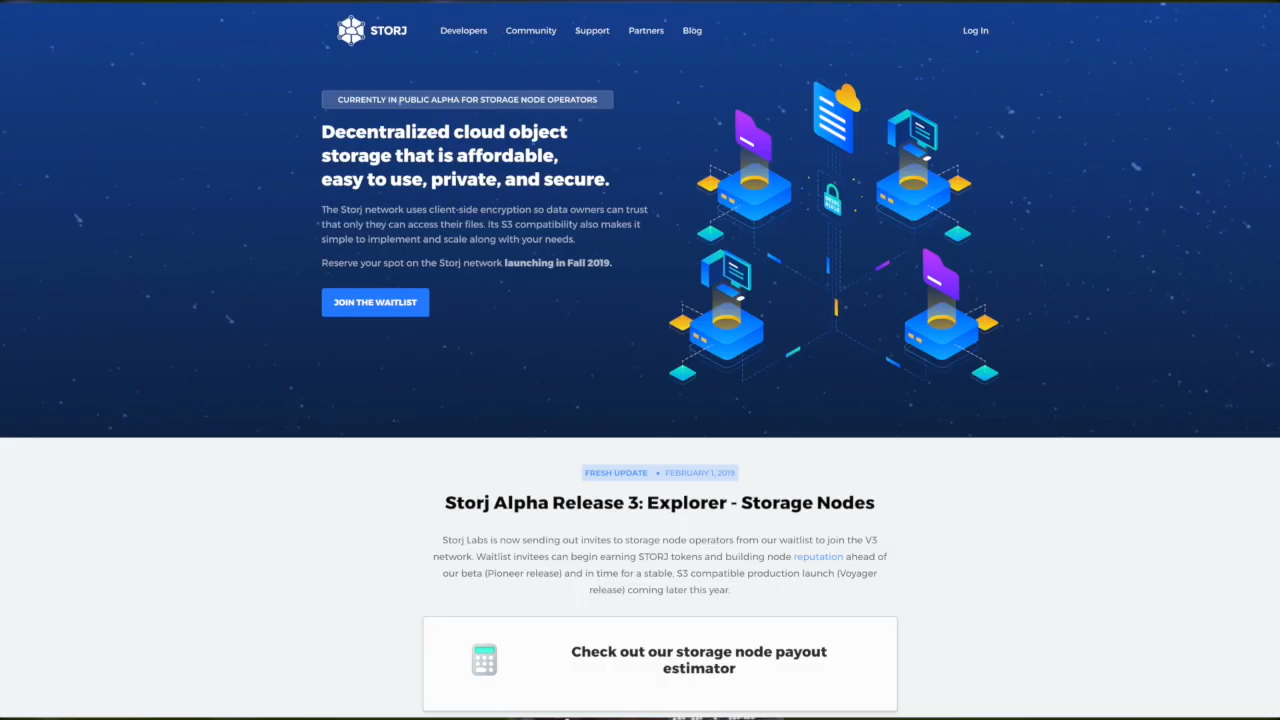 STORJ
Developers
Community
Support
Partners
Blog
Log In
CURRENTLY IN PUBLIC ALPHA FOR STORAGE NODE OPERATORS
Decentralized cloud object
storage that is affordable,
easy to use, private, and secure.
The Storj network uses client-side encryption so data owners can trust
that only they can access their files. Its S3 compatibility also makes it
simple to implement and scale along with your needs.
Reserve your spot on the Storj network launching in Fall 2019.
JOIN THE WAITLIST
FRESH UPDATE • FEBRUARY 1, 2019
Storj Alpha Release 3: Explorer - Storage Nodes
Storj Labs is now sending out invites to storage node operators from our waitlist to join the V3
network. Waitlist invitees can begin earning STORJ tokens and building node reputation ahead of
our beta (Pioneer release) and in time for a stable, S3 compatible production launch (Voyager
release) coming later this year.
Check out our storage node payout
estimator